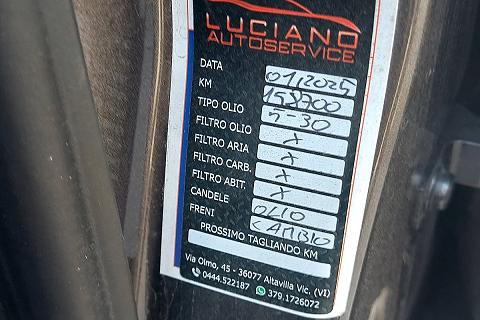 LUCIANO
AUTOSERVICE
DATA 01/2025
KM 158700
TIPO OLIO 5-30
FILTRO OLIO X
FILTRO ARIA X
FILTRO CARB. X
FILTRO ABIT. X
CANDELE OLIO
FRENI CAMBIO
PROSSIMO TAGLIANDO KM
Via Olmo, 45 - 36077 Altavilla Vic. (VI)
0444.522187 379.1726072